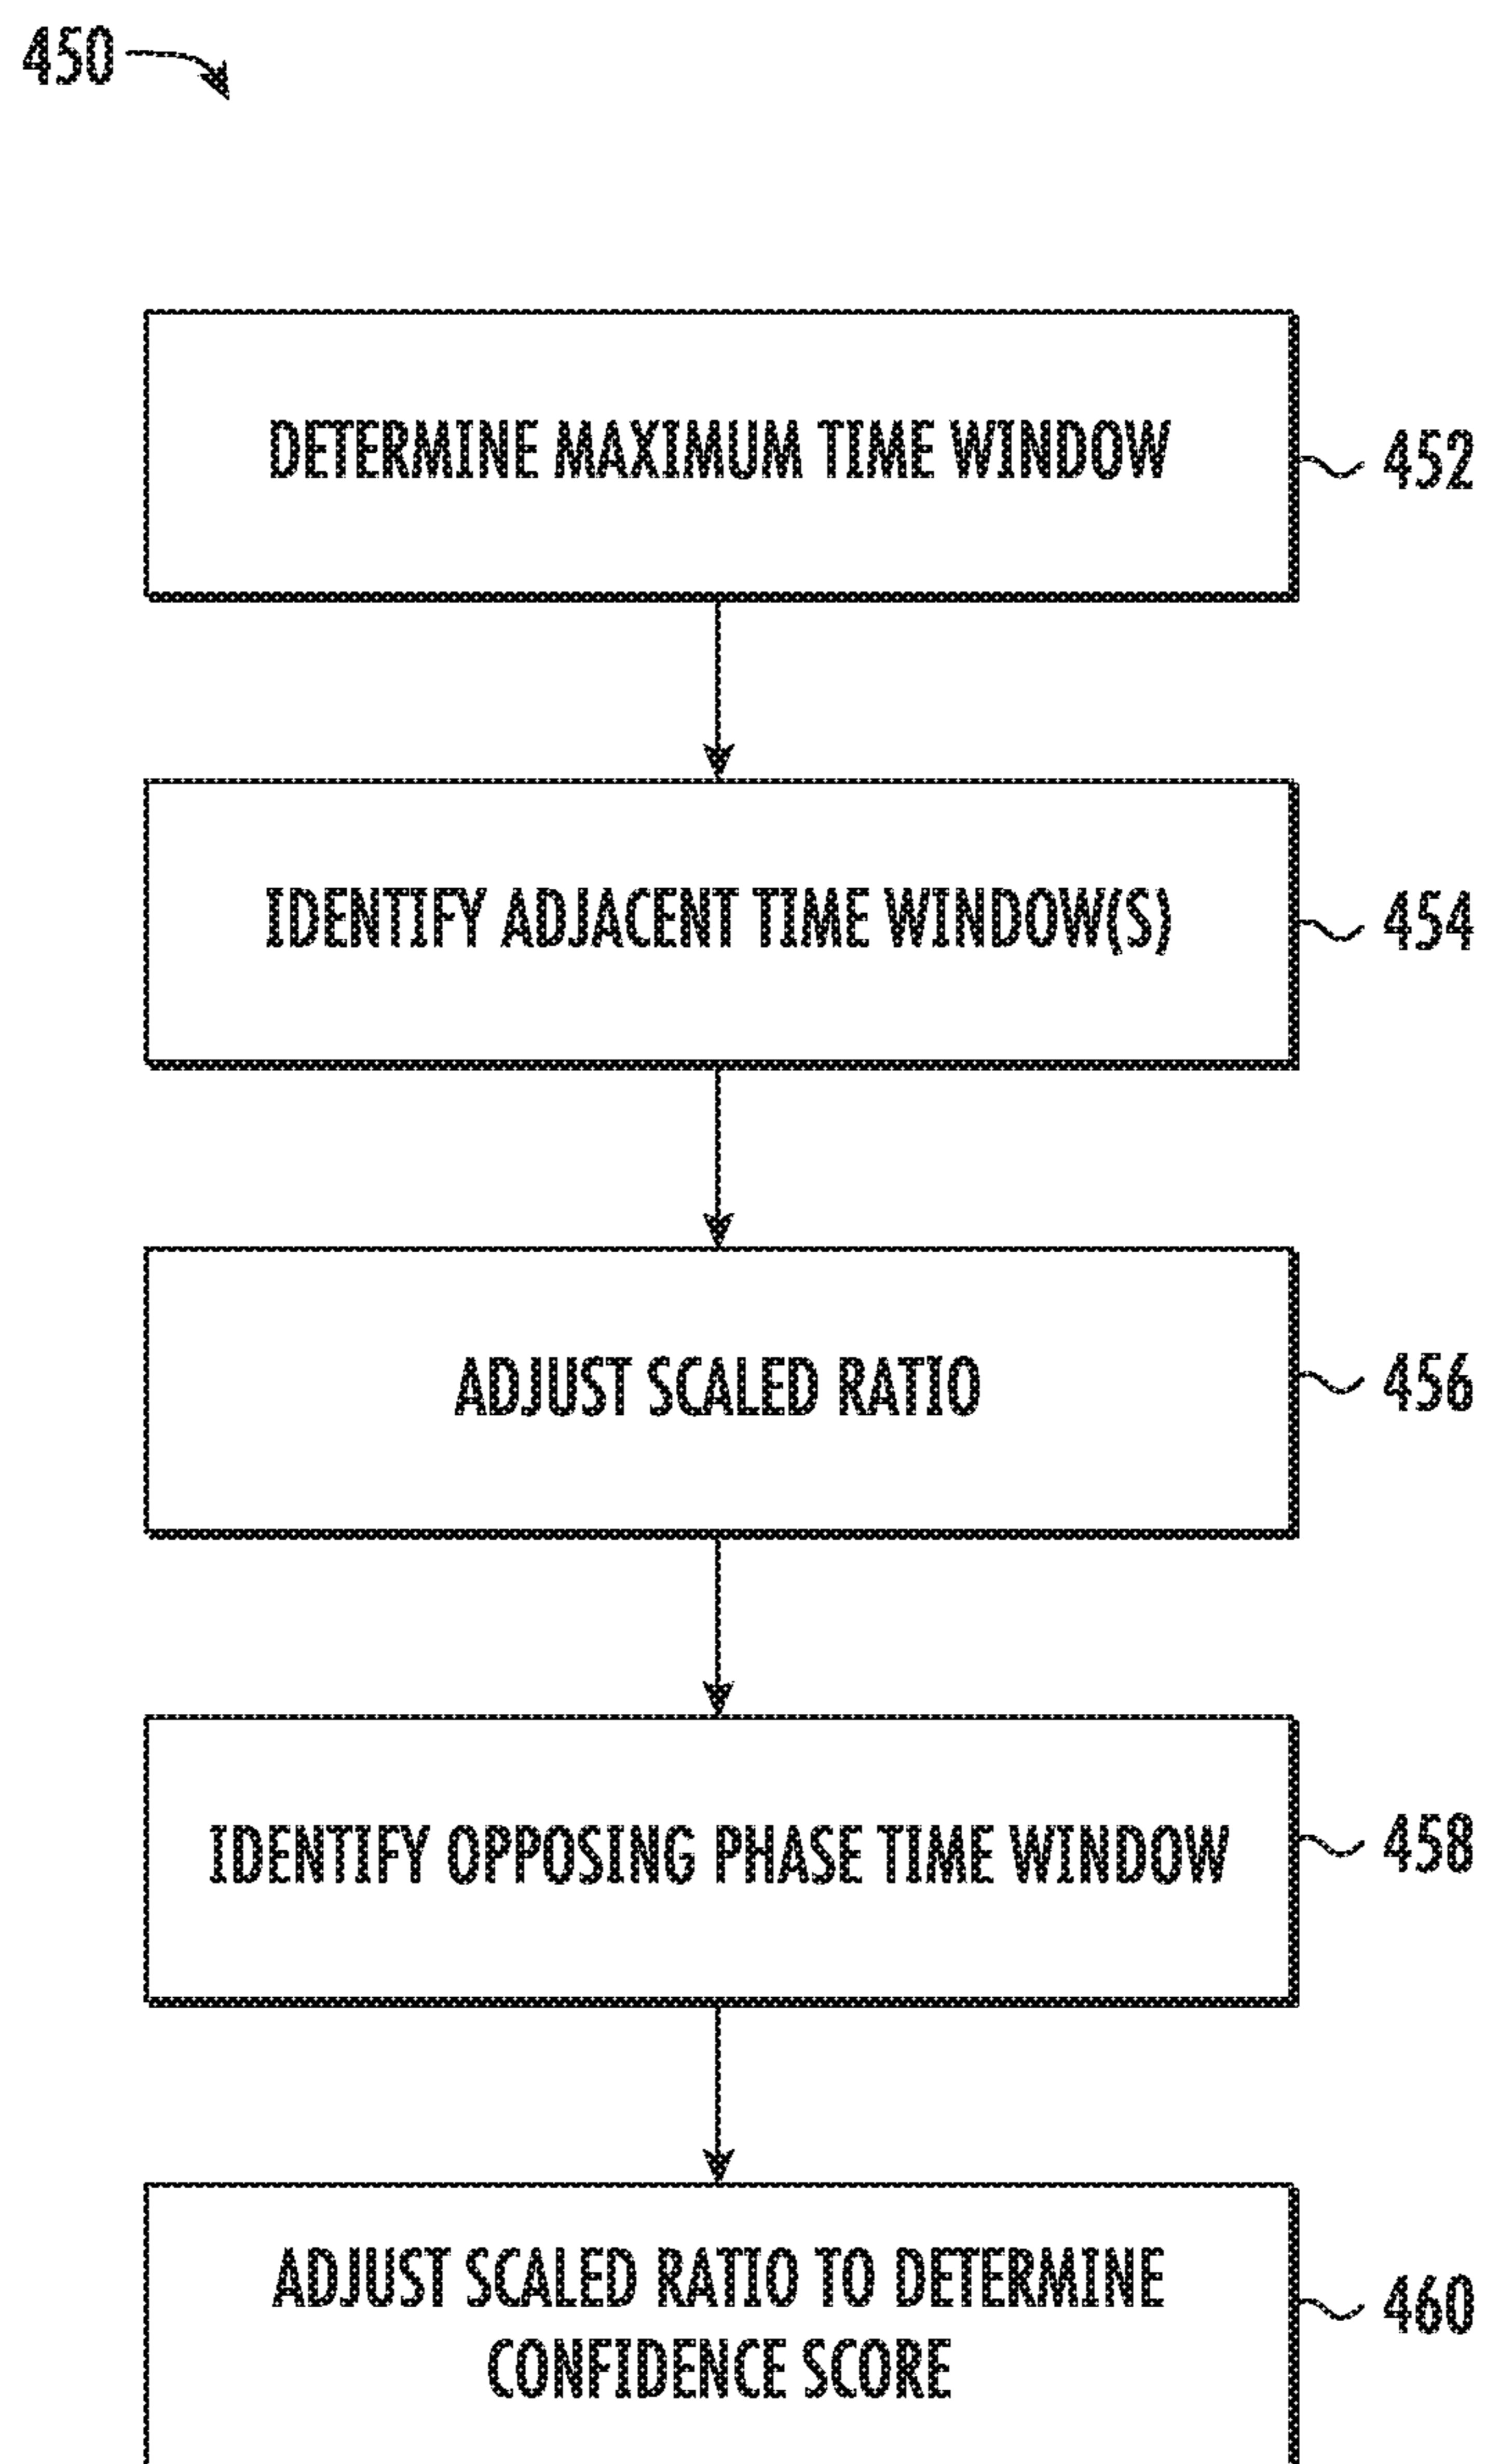 450
DETERMINE MAXIMUM TIME WINDOW
452
IDENTIFY ADJACENT TIME WINDOW(S)
454
ADJUST SCALED RATIO
456
IDENTIFY OPPOSING PHASE TIME WINDOW
458
ADJUST SCALED RATIO TO DETERMINE
CONFIDENCE SCORE
460